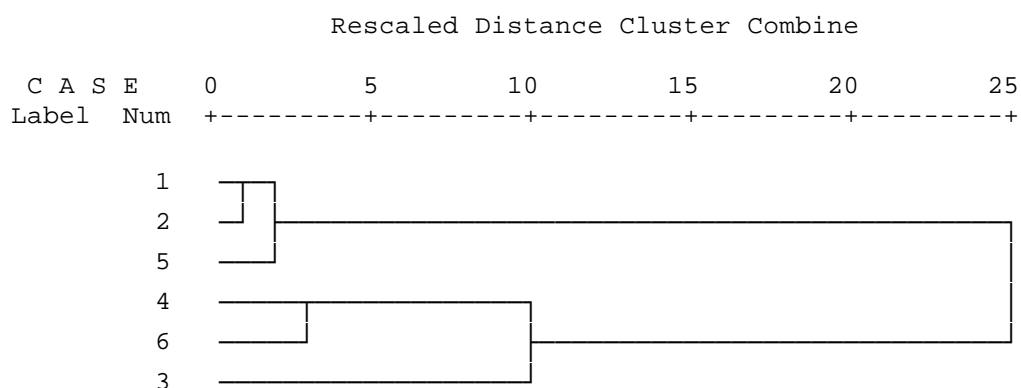 Rescaled Distance Cluster Combine
C A S E 0 5 10 15 20 25
Label Num +---------+---------+---------+---------+---------+
1
2
5
4
6
3